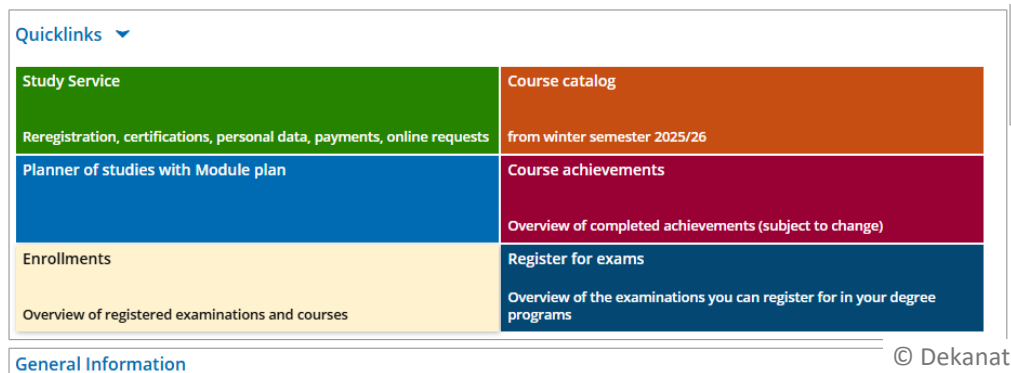 Quicklinks
Study Service
Reregistration, certifications, personal data, payments, online requests
Course catalog
from winter semester 2025/26
Planner of studies with Module plan
Course achievements
Overview of completed achievements (subject to change)
Enrollments
Overview of registered examinations and courses
Register for exams
Overview of the examinations you can register for in your degree
programs
General Information
© Dekanat